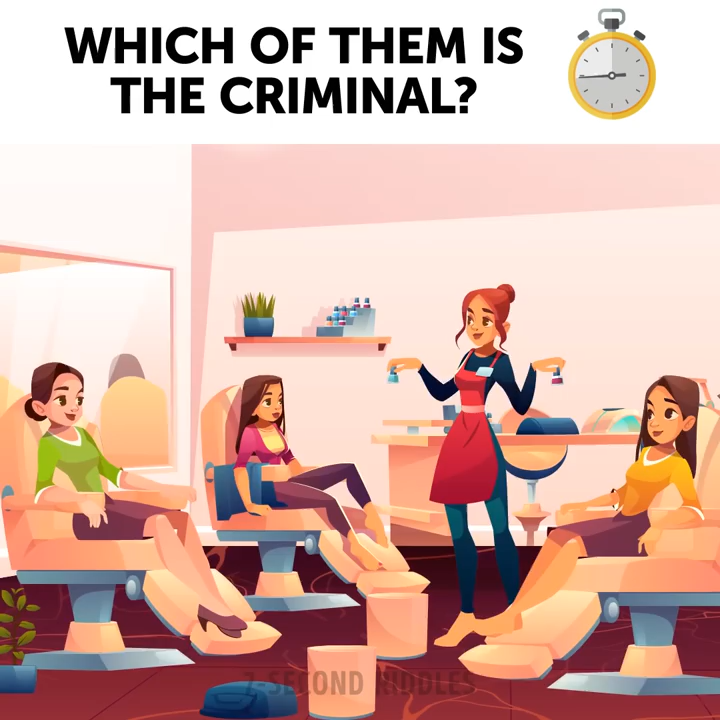 WHICH OF THEM IS
THE CRIMINAL?
7-SECOND RIDDLES